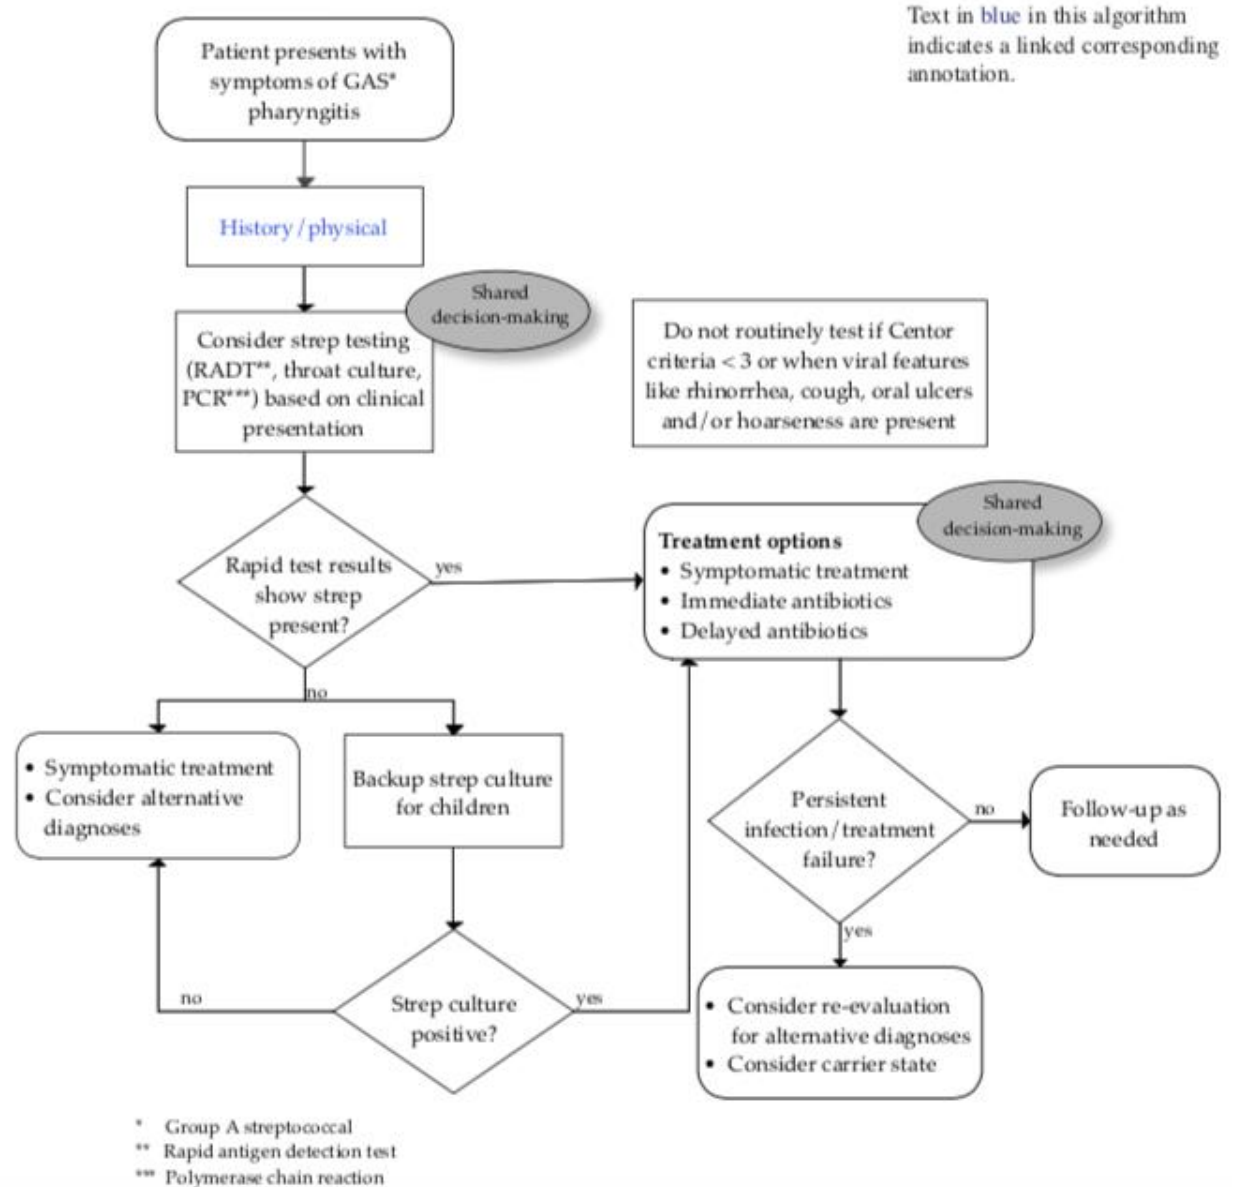 Text in blue in this algorithm
indicates a linked corresponding
annotation.
Patient presents with
symptoms of GAS*
pharyngitis
History/physical
Shared
decision-making
Consider strep testing
(RADT**, throat culture,
PCR***) based on clinical
presentation
Do not routinely test if Centor
criteria < 3 or when viral features
like rhinorrhea, cough, oral ulcers
and/or hoarseness are present
Rapid test results
show strep
present?
yes
Shared
decision-making
Treatment options
• Symptomatic treatment
• Immediate antibiotics
• Delayed antibiotics
no
• Symptomatic treatment
• Consider alternative
diagnoses
Backup strep culture
for children
Persistent
infection/treatment
failure?
no
Follow-up as
needed
yes
Strep culture
positive?
no
yes
• Consider re-evaluation
for alternative diagnoses
• Consider carrier state
* Group A streptococcal
** Rapid antigen detection test
*** Polymerase chain reaction